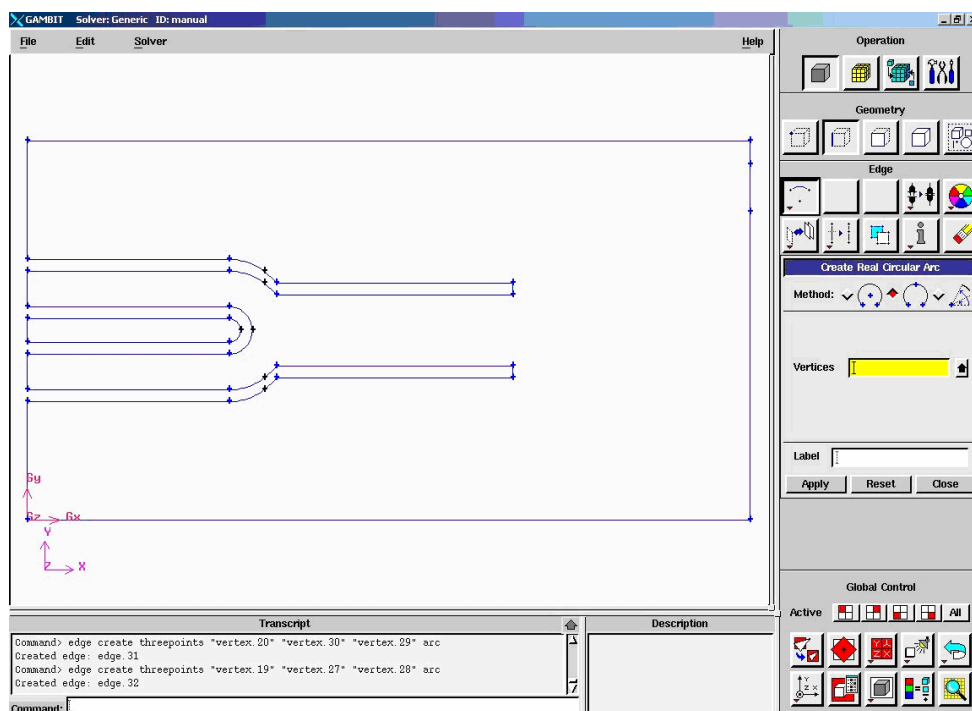 GAMBIT Solver: Generic ID: manual
File Edit Solver Help
Operation
Geometry
Edge
Create Real Circular Arc
Method:
Vertices
Label
Apply Reset Close
Gy
Gz Gx
Y
Z X
Global Control
Active All
Transcript
Description
Command> edge create threepoints "vertex.20" "vertex.30" "vertex.29" arc
Created edge: edge.31
Command> edge create threepoints "vertex.19" "vertex.27" "vertex.28" arc
Created edge: edge.32
Command: